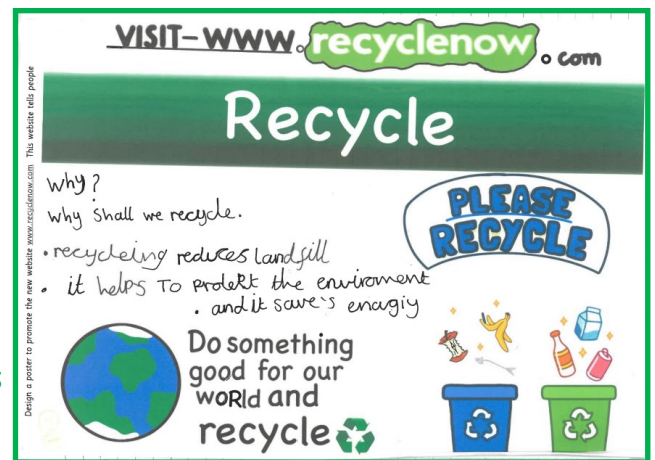 VISIT-WWW.recyclenow.com
Recycle
Design a poster to promote the new website www.recyclenow.com This website tells people
why?
why shall we recycle.
• recycleing reduces landfill
• it helps To protekt the enviroment
• and it save's enagiy
PLEASE
RECYCLE
Do something
good for our
woRld and
recycle